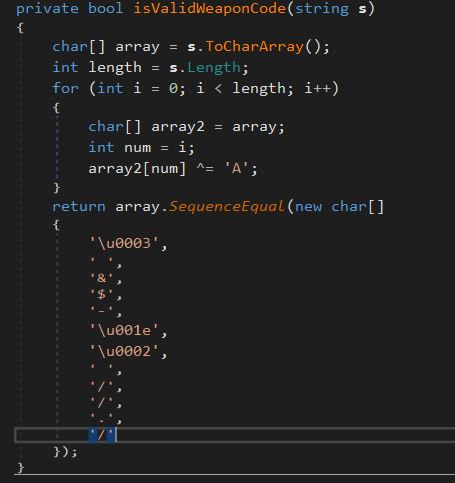 private bool isValidWeaponCode(string s)
{
    char[] array = s.ToCharArray();
    int length = s.Length;
    for (int i = 0; i < length; i++)
    {
        char[] array2 = array;
        int num = i;
        array2[num] ^= 'A';
    }
    return array.SequenceEqual(new char[]
    {
        '\u0003',
        ' ',
        '&',
        '$',
        '-',
        '\u001e',
        '\u0002',
        ' ',
        '/',
        '/',
        '.',
        '/'
    });
}